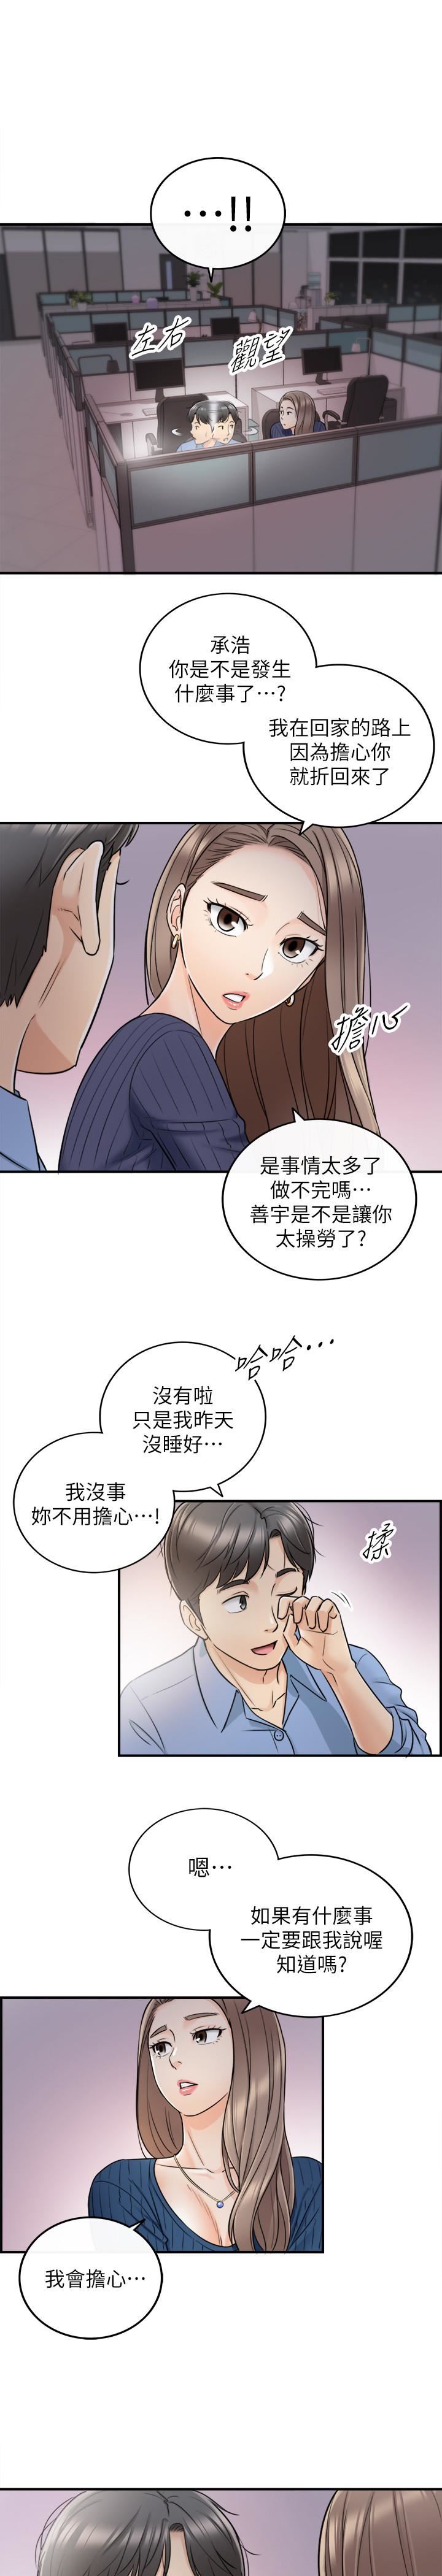 …!!
左右
觀望
承浩
你是不是發生
什麼事了…?
我在回家的路上
因為擔心你
就折回來了
擔心
是事情太多了
做不完嗎…
善宇是不是讓你
太操勞了?
哈哈…
沒有啦
只是我昨天
沒睡好…
我沒事
妳不用擔心…!
揉
嗯…
如果有什麼事
一定要跟我說喔
知道嗎?
我會擔心…